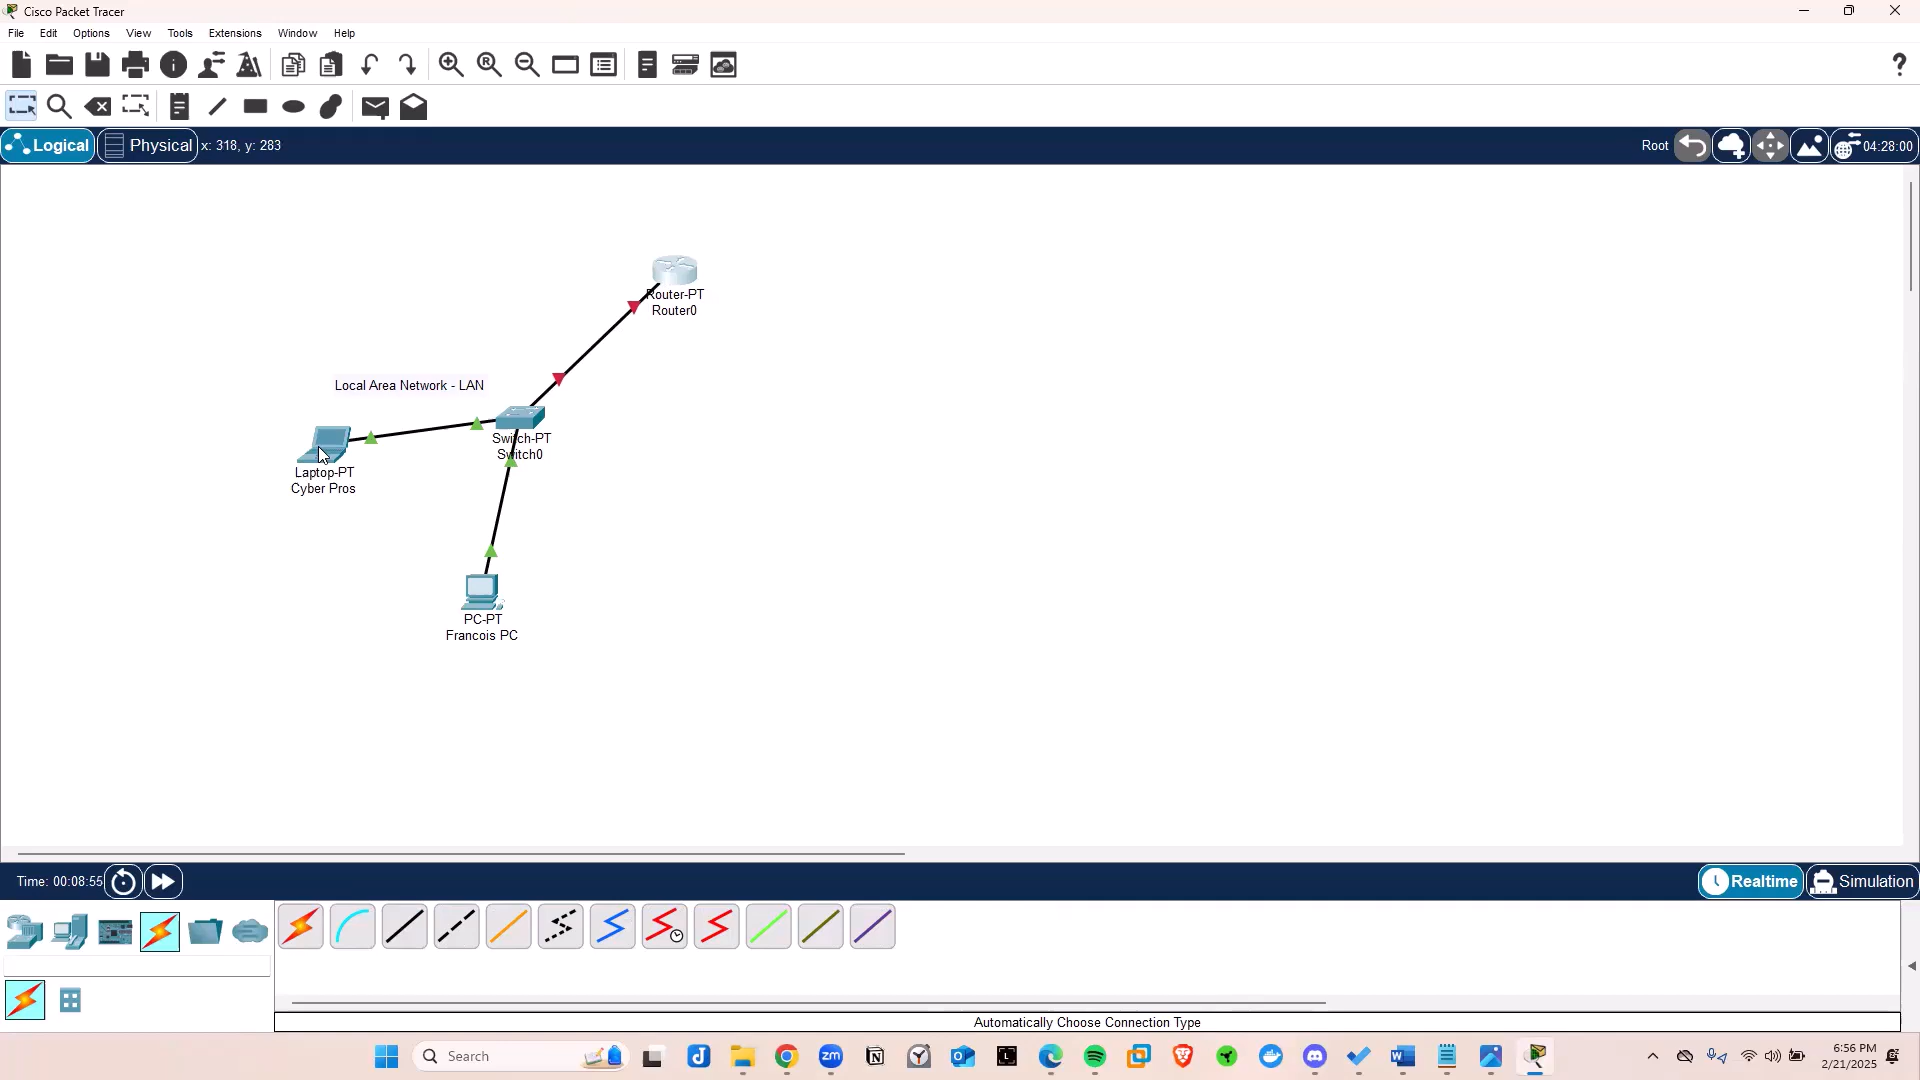 Cisco Packet Tracer
File Edit Options View Tools Extensions Window Help
Logical Physical x: 318, y: 283 Root 04:28:00
Router-PT
Router0
Local Area Network - LAN
Switch-PT
Switch0
Laptop-PT
Cyber Pros
PC-PT
Francois PC
Time: 00:08:55 Realtime Simulation
Automatically Choose Connection Type
Search
zm
6:56 PM
2/21/2025